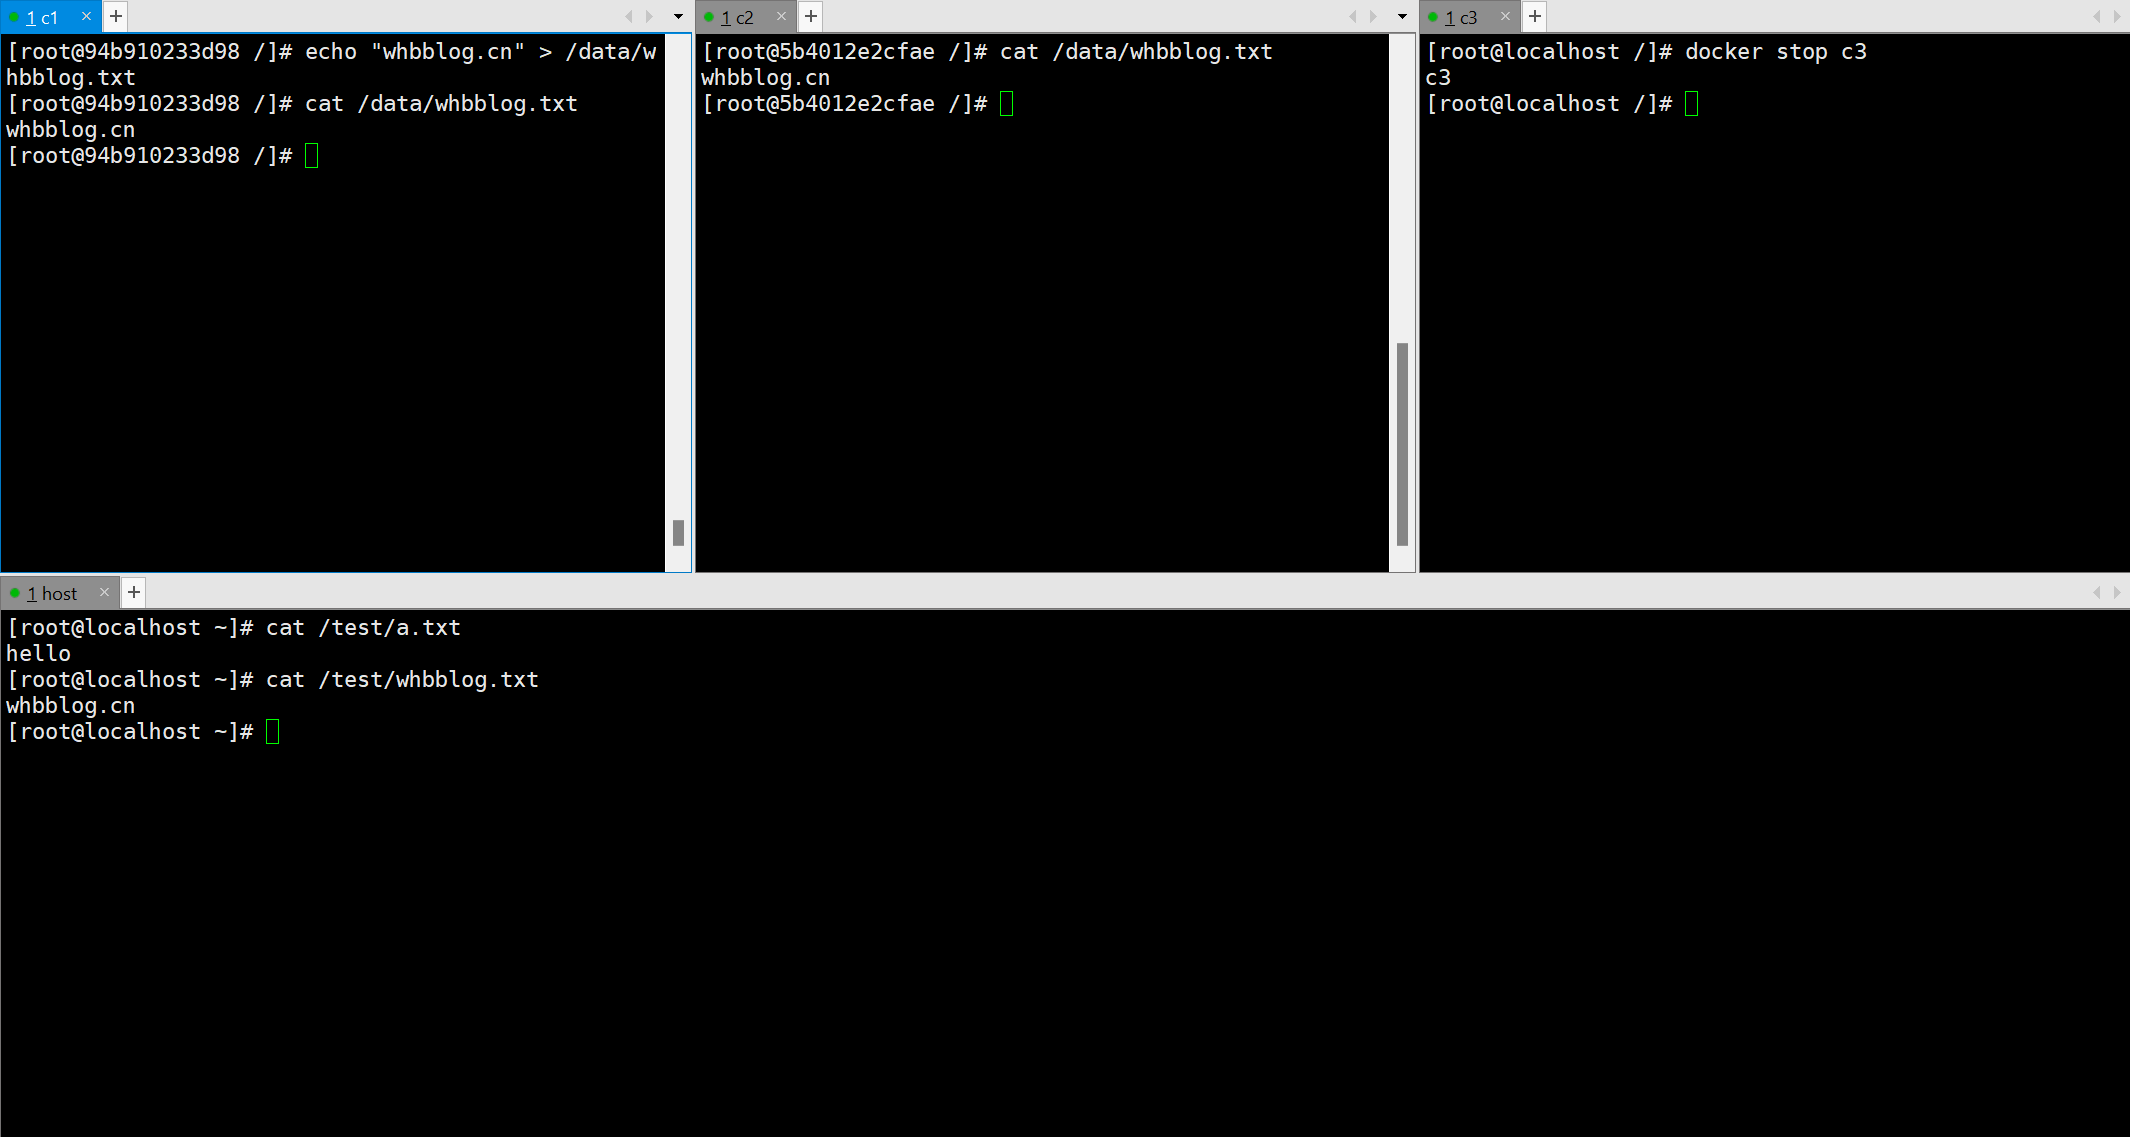 1 c1
[root@94b910233d98 /]# echo "whbblog.cn" > /data/w
hbblog.txt
[root@94b910233d98 /]# cat /data/whbblog.txt
whbblog.cn
[root@94b910233d98 /]#
1 c2
[root@5b4012e2cfae /]# cat /data/whbblog.txt
whbblog.cn
[root@5b4012e2cfae /]#
1 c3
[root@localhost /]# docker stop c3
c3
[root@localhost /]#
1 host
[root@localhost ~]# cat /test/a.txt
hello
[root@localhost ~]# cat /test/whbblog.txt
whbblog.cn
[root@localhost ~]#